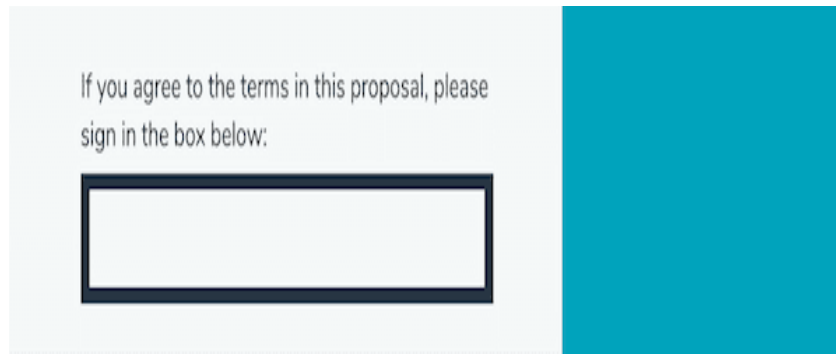 If you agree to the terms in this proposal, please
sign in the box below: